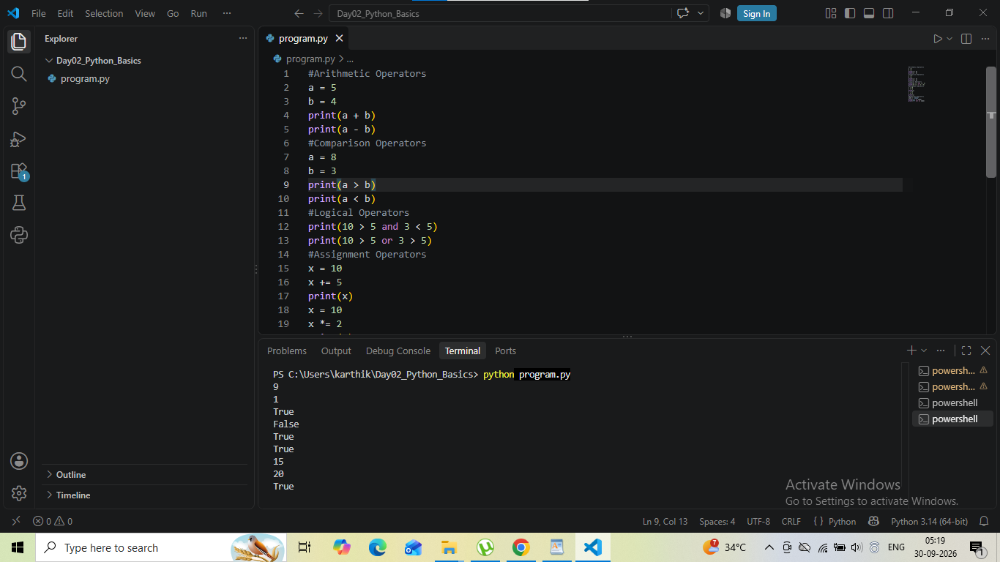 File Edit Selection View Go Run ···
Day02_Python_Basics
Sign In
Explorer
Day02_Python_Basics
program.py
1
Outline
Timeline
program.py
program.py > ...
1 #Arithmetic Operators
2 a = 5
3 b = 4
4 print(a + b)
5 print(a - b)
6 #Comparison Operators
7 a = 8
8 b = 3
9 print(a > b)
10 print(a < b)
11 #Logical Operators
12 print(10 > 5 and 3 < 5)
13 print(10 > 5 or 3 > 5)
14 #Assignment Operators
15 x = 10
16 x += 5
17 print(x)
18 x = 10
19 x *= 2
Problems Output Debug Console Terminal Ports
PS C:\Users\karthik\Day02_Python_Basics> python program.py
9
1
True
False
True
True
15
20
True
powersh...
powersh...
powershell
powershell
Activate Windows
Go to Settings to activate Windows.
0 0 Ln 9, Col 13 Spaces: 4 UTF-8 CRLF { } Python Python 3.14 (64-bit)
Type here to search
7 34°C ENG 05:19
30-09-2026
1